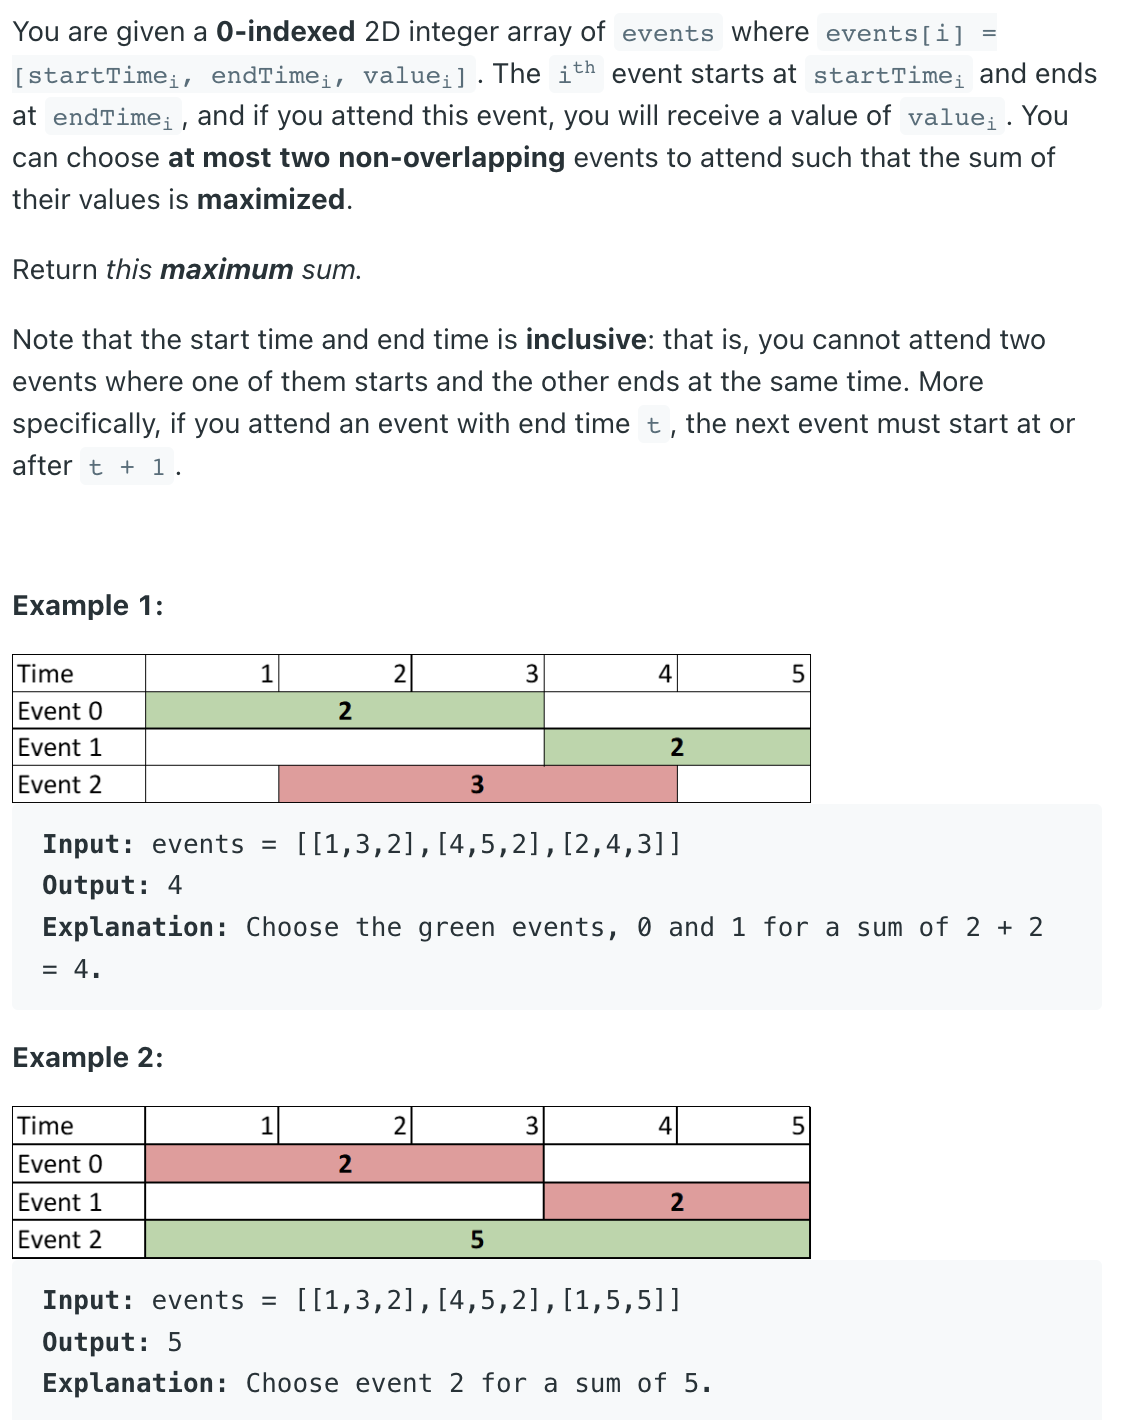 You are given a 0-indexed 2D integer array of events where events[i] =
[startTimeᵢ, endTimeᵢ, valueᵢ]. The iᵗʰ event starts at startTimeᵢ and ends
at endTimeᵢ, and if you attend this event, you will receive a value of valueᵢ. You
can choose at most two non-overlapping events to attend such that the sum of
their values is maximized.
Return this maximum sum.
Note that the start time and end time is inclusive: that is, you cannot attend two
events where one of them starts and the other ends at the same time. More
specifically, if you attend an event with end time t, the next event must start at or
after t + 1.
Example 1:
Time 1 2 3 4 5
Event 0 2
Event 1 2
Event 2 3
Input: events = [[1,3,2],[4,5,2],[2,4,3]]
Output: 4
Explanation: Choose the green events, 0 and 1 for a sum of 2 + 2
= 4.
Example 2:
Time 1 2 3 4 5
Event 0 2
Event 1 2
Event 2 5
Input: events = [[1,3,2],[4,5,2],[1,5,5]]
Output: 5
Explanation: Choose event 2 for a sum of 5.